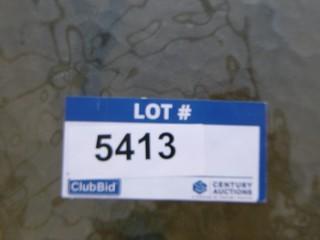 LOT #
5413
ClubBid
CENTURY
AUCTIONS